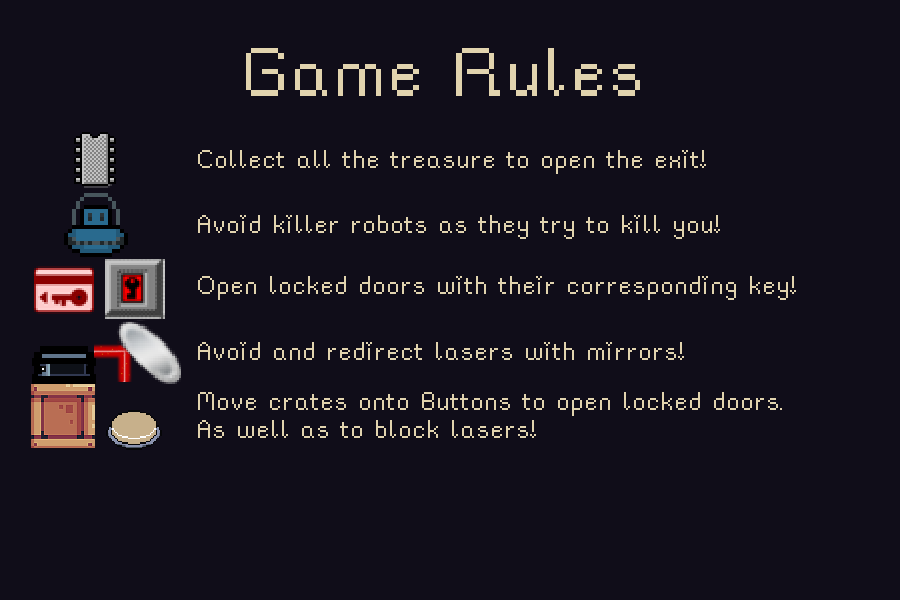 Game Rules
Collect all the treasure to open the exit!
Avoid killer robots as they try to kill you!
Open locked doors with their corresponding key!
Avoid and redirect lasers with mirrors!
Move crates onto Buttons to open locked doors.
As well as to block lasers!